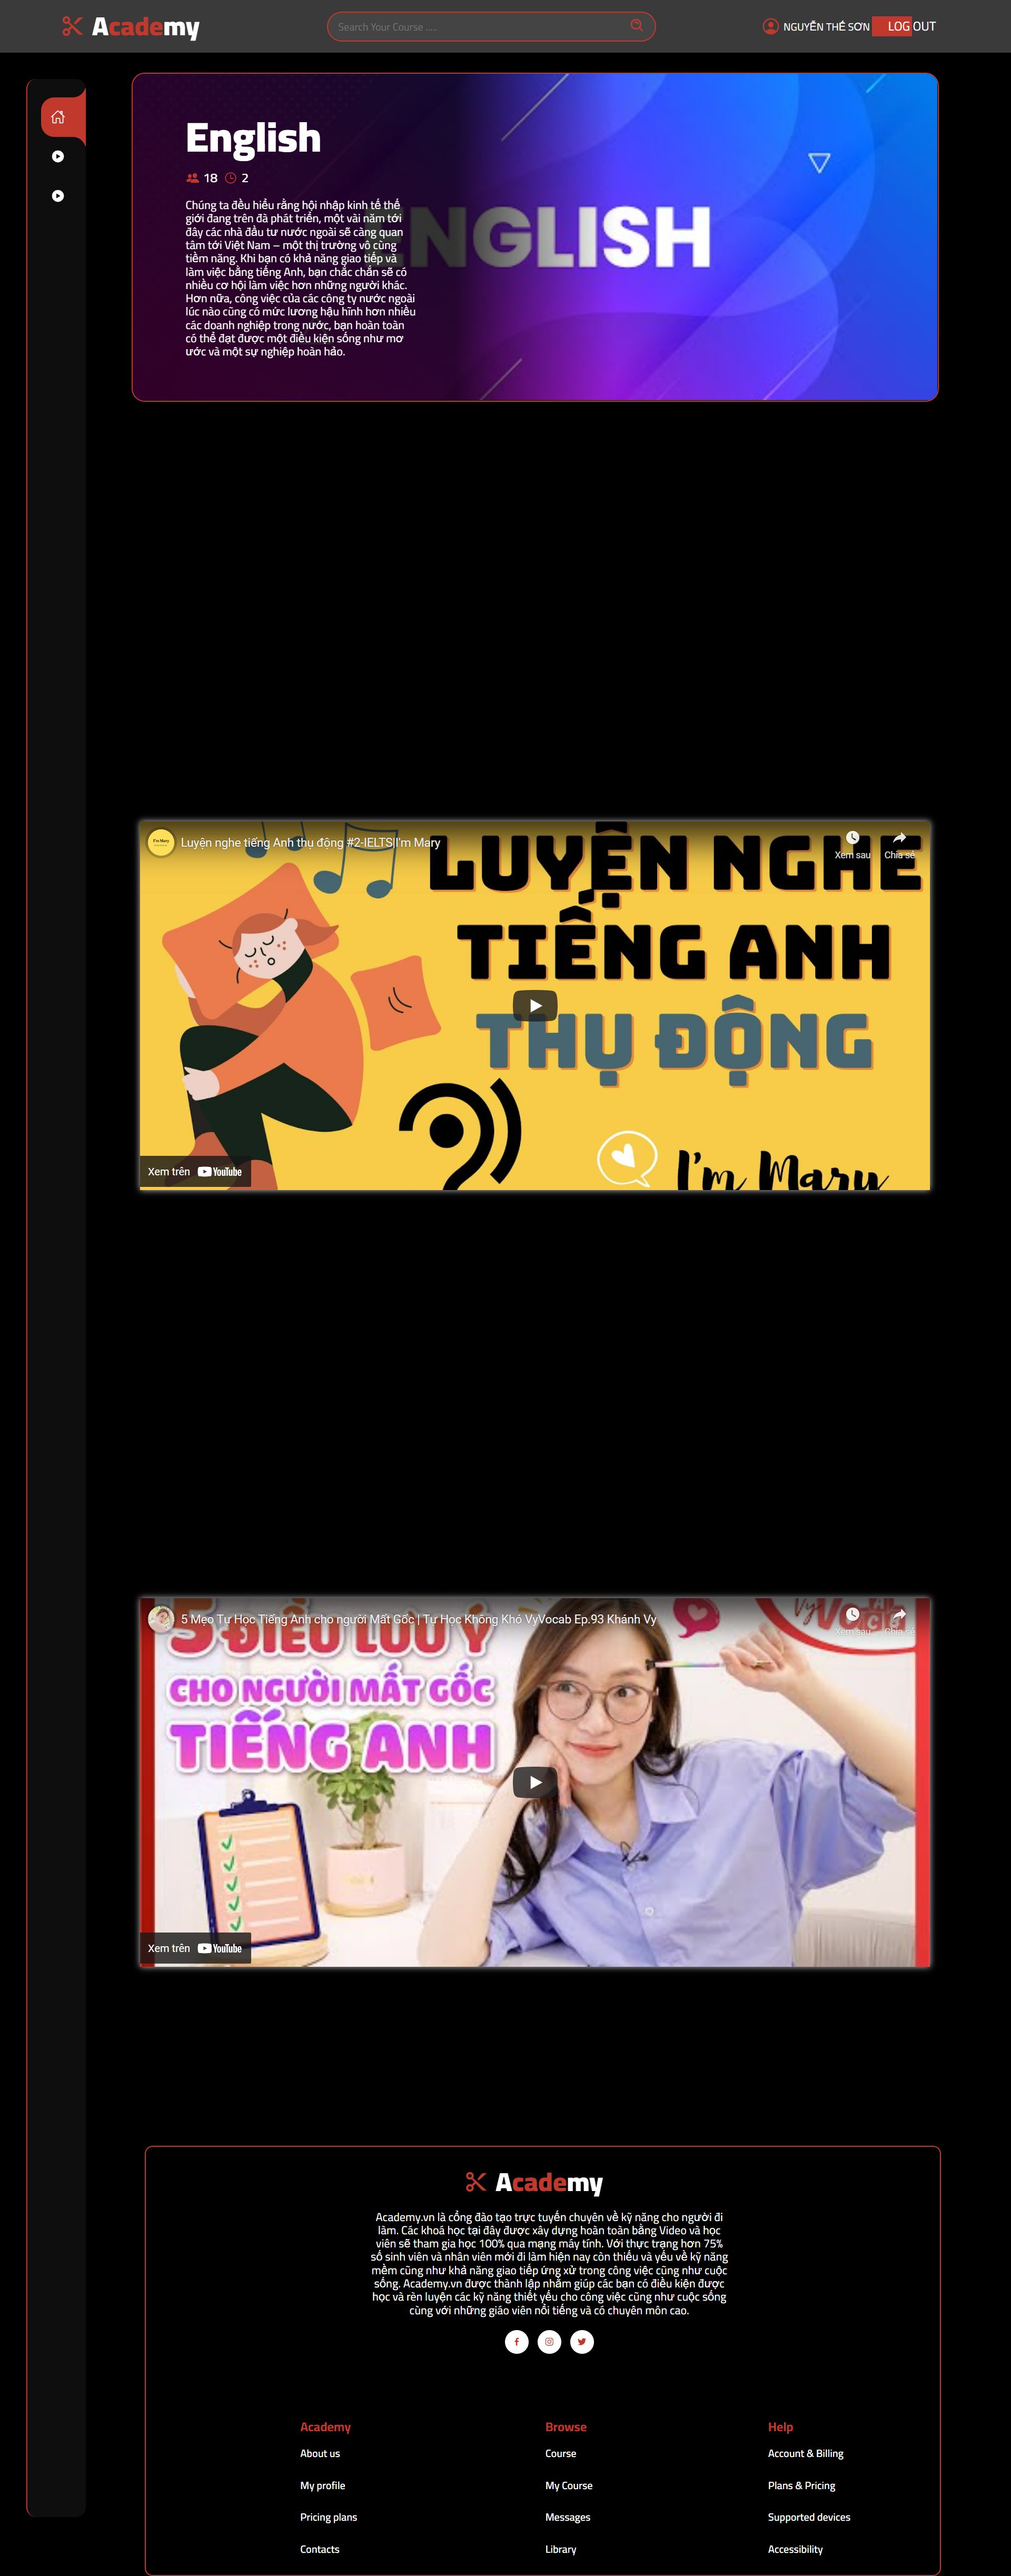 Academy
Search Your Course .....
NGUYỄN THẾ SƠN
LOG OUT
English
18 2
ENGLISH
Chúng ta đều hiểu rằng hội nhập kinh tế thế
giới đang trên đà phát triển, một vài năm tới
đây các nhà đầu tư nước ngoài sẽ càng quan
tâm tới Việt Nam – một thị trường vô cùng
tiềm năng. Khi bạn có khả năng giao tiếp và
làm việc bằng tiếng Anh, bạn chắc chắn sẽ có
nhiều cơ hội làm việc hơn những người khác.
Hơn nữa, công việc của các công ty nước ngoài
lúc nào cũng có mức lương hậu hĩnh hơn nhiều
các doanh nghiệp trong nước, bạn hoàn toàn
có thể đạt được một điều kiện sống như mơ
ước và một sự nghiệp hoàn hảo.
Luyện nghe tiếng Anh thụ động #2-IELTS|I'm Mary
Xem sau
Chia sẻ
LUYỆN NGHE
TIẾNG ANH
THỤ ĐỘNG
I'm Mary
Xem trên YouTube
5 Mẹo Tự Học Tiếng Anh cho người Mất Gốc | Tự Học Không Khó VyVocab Ep.93 Khánh Vy
Xem sau
Chia sẻ
5 ĐIỀU LƯU Ý
CHO NGƯỜI MẤT GỐC
TIẾNG ANH
Xem trên YouTube
Academy
Academy.vn là cổng đào tạo trực tuyến chuyên về kỹ năng cho người đi
làm. Các khoá học tại đây được xây dựng hoàn toàn bằng Video và học
viên sẽ tham gia học 100% qua mạng máy tính. Với thực trạng hơn 75%
số sinh viên và nhân viên mới đi làm hiện nay còn thiếu và yếu về kỹ năng
mềm cũng như khả năng giao tiếp ứng xử trong công việc cũng như cuộc
sống. Academy.vn được thành lập nhằm giúp các bạn có điều kiện được
học và rèn luyện các kỹ năng thiết yếu cho công việc cũng như cuộc sống
cùng với những giáo viên nổi tiếng và có chuyên môn cao.
Academy
About us
My profile
Pricing plans
Contacts
Browse
Course
My Course
Messages
Library
Help
Account & Billing
Plans & Pricing
Supported devices
Accessibility